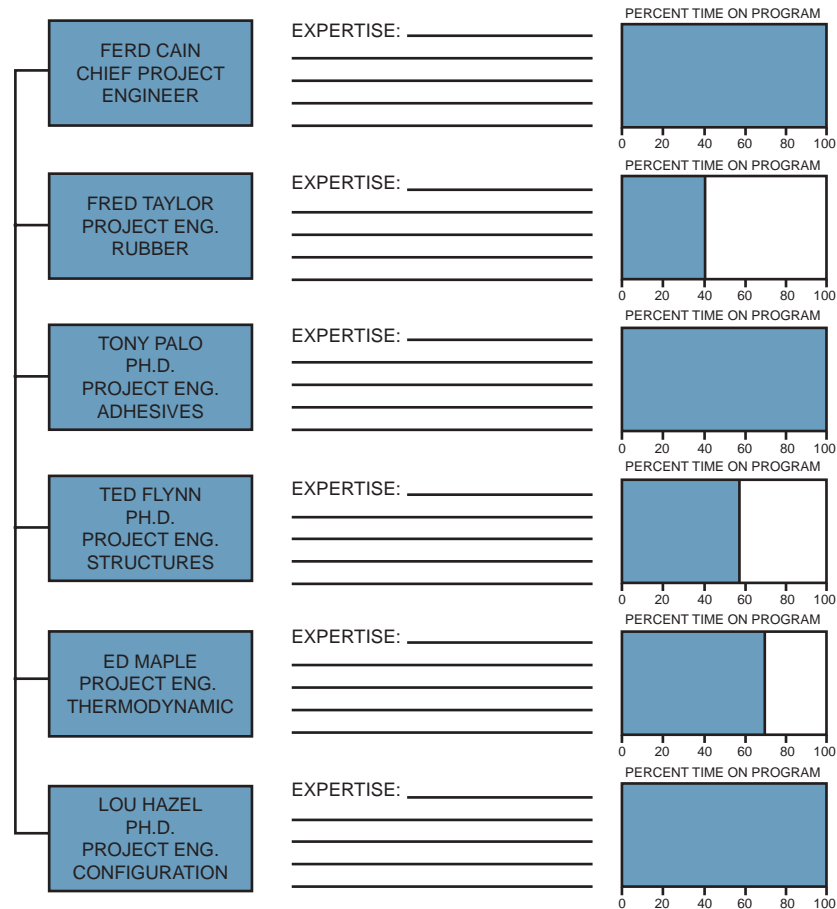 FERD CAIN
CHIEF PROJECT
ENGINEER
EXPERTISE:
PERCENT TIME ON PROGRAM
0 20 40 60 80 100
FRED TAYLOR
PROJECT ENG.
RUBBER
EXPERTISE:
PERCENT TIME ON PROGRAM
0 20 40 60 80 100
TONY PALO
PH.D.
PROJECT ENG.
ADHESIVES
EXPERTISE:
PERCENT TIME ON PROGRAM
0 20 40 60 80 100
TED FLYNN
PH.D.
PROJECT ENG.
STRUCTURES
EXPERTISE:
PERCENT TIME ON PROGRAM
0 20 40 60 80 100
ED MAPLE
PROJECT ENG.
THERMODYNAMIC
EXPERTISE:
PERCENT TIME ON PROGRAM
0 20 40 60 80 100
LOU HAZEL
PH.D.
PROJECT ENG.
CONFIGURATION
EXPERTISE:
PERCENT TIME ON PROGRAM
0 20 40 60 80 100